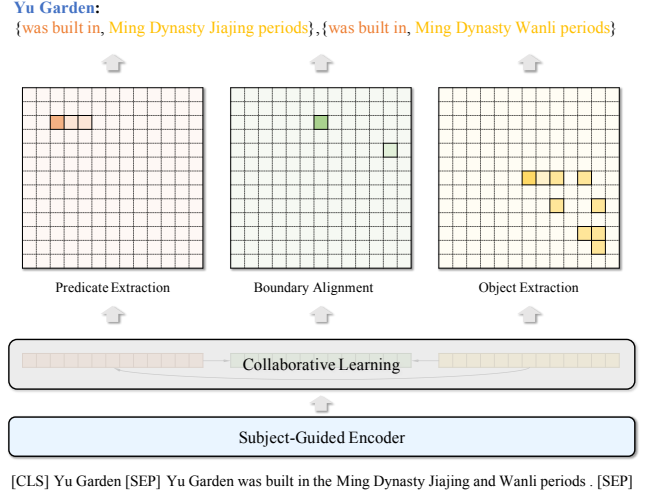 Yu Garden:
{was built in, Ming Dynasty Jiajing periods},{was built in, Ming Dynasty Wanli periods}
Predicate Extraction
Boundary Alignment
Object Extraction
Collaborative Learning
Subject-Guided Encoder
[CLS] Yu Garden [SEP] Yu Garden was built in the Ming Dynasty Jiajing and Wanli periods . [SEP]